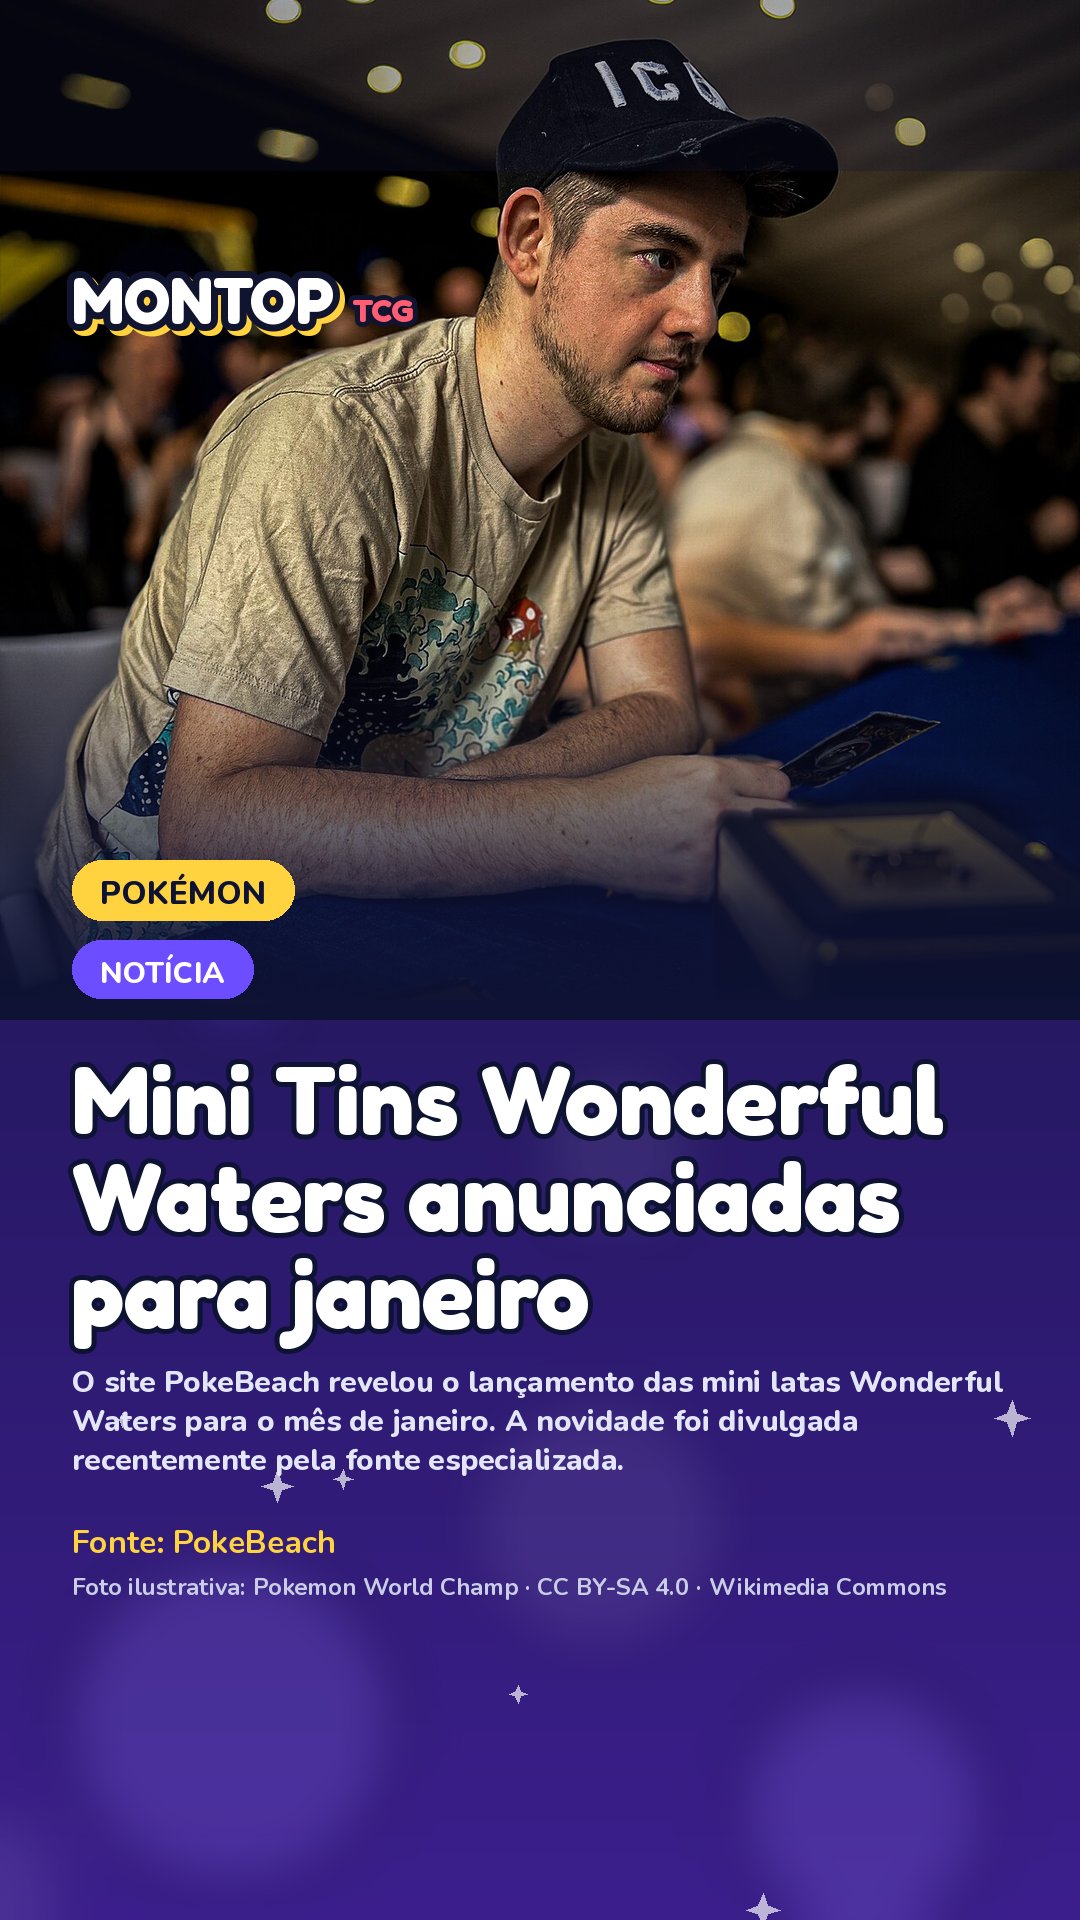 MONTOP TCG
POKÉMON
NOTÍCIA
Mini Tins Wonderful
Waters anunciadas
para janeiro
O site PokeBeach revelou o lançamento das mini latas Wonderful
Waters para o mês de janeiro. A novidade foi divulgada
recentemente pela fonte especializada.
Fonte: PokeBeach
Foto ilustrativa: Pokemon World Champ · CC BY-SA 4.0 · Wikimedia Commons